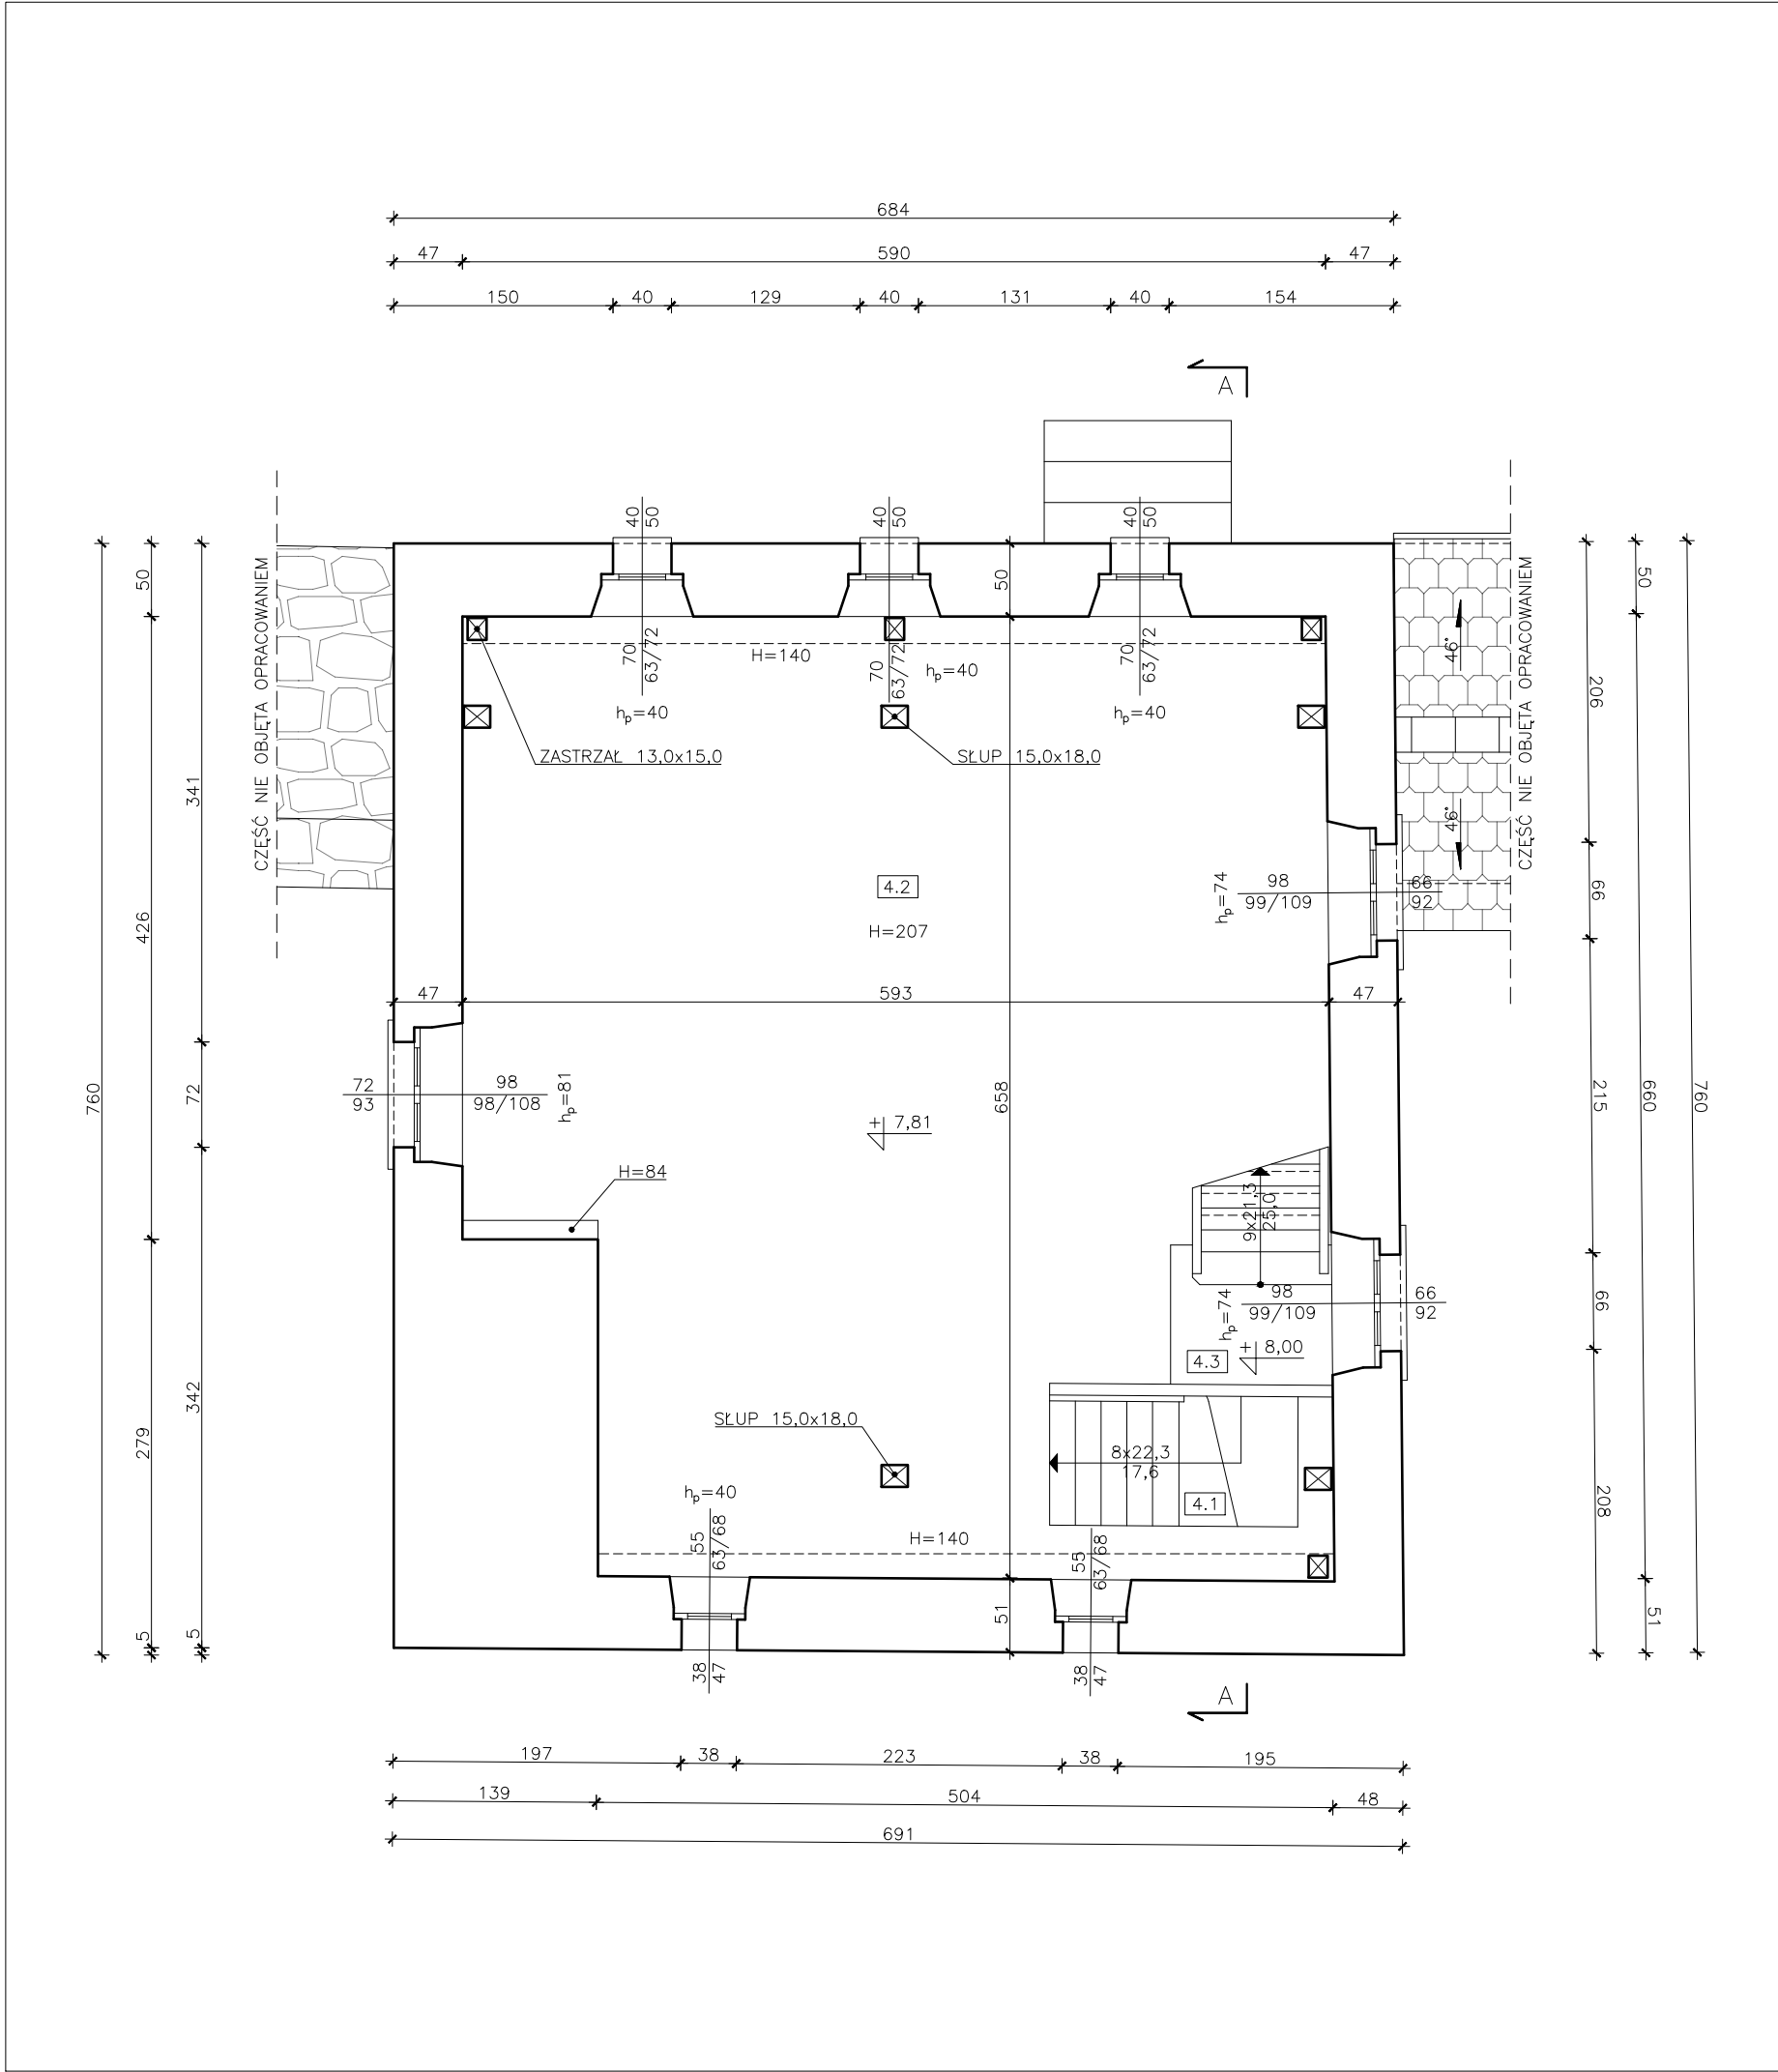 684
47 590 47
150 40 129 40 131 40 154
A
40
50
40
50
40
50
CZĘŚĆ NIE OBJĘTA OPRACOWANIEM
CZĘŚĆ NIE OBJĘTA OPRACOWANIEM
50
50
50
70
63/72
H=140
70
63/72
hp=40
70
63/72
hp=40
hp=40
46°
206
ZASTRZAŁ 13,0x15,0
SŁUP 15,0x18,0
341
46°
4.2
98
99/109
hp=74
66
92
66
426
H=207
47 593 47
760
72
72
93
98
98/108
hp=81
658
+ 7,81
215
660
760
H=84
9x21,3
25,0
98
99/109
hp=74
66
92
66
4.3
+ 8,00
342
279
SŁUP 15,0x18,0
8x22,3
17,6
4.1
hp=40
55
63/68
H=140
55
63/68
208
5
5
51
51
38
47
38
47
A
197 38 223 38 195
139 504 48
691